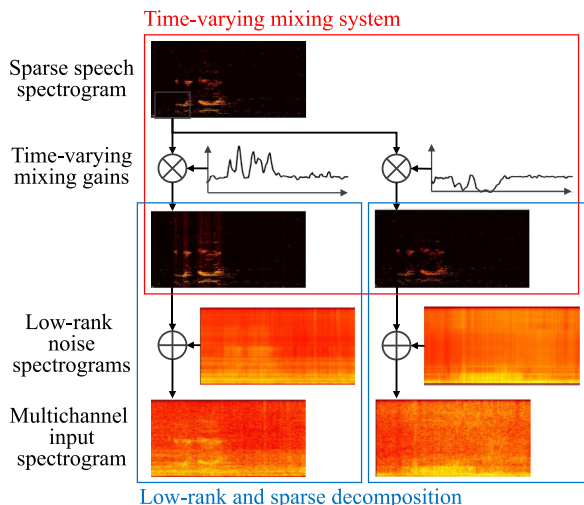 Time-varying mixing system
Sparse speech
spectrogram
Time-varying
mixing gains
Low-rank
noise
spectrograms
Multichannel
input
spectrogram
Low-rank and sparse decomposition